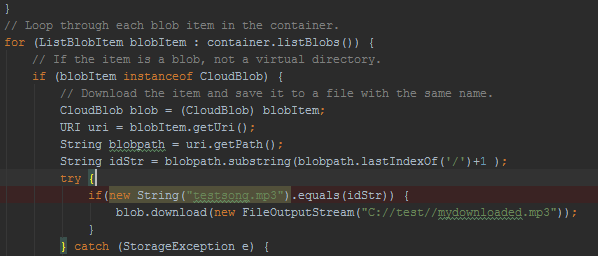 }
// Loop through each blob item in the container.
for (ListBlobItem blobItem : container.listBlobs()) {
// If the item is a blob, not a virtual directory.
if (blobItem instanceof CloudBlob) {
// Download the item and save it to a file with the same name.
CloudBlob blob = (CloudBlob) blobItem;
URI uri = blobItem.getUri();
String blobpath = uri.getPath();
String idStr = blobpath.substring(blobpath.lastIndexOf('/')+1 );
try {
if(new String("testsong.mp3").equals(idStr)) {
blob.download(new FileOutputStream("C://test//mydownloaded.mp3"));
}
} catch (StorageException e) {